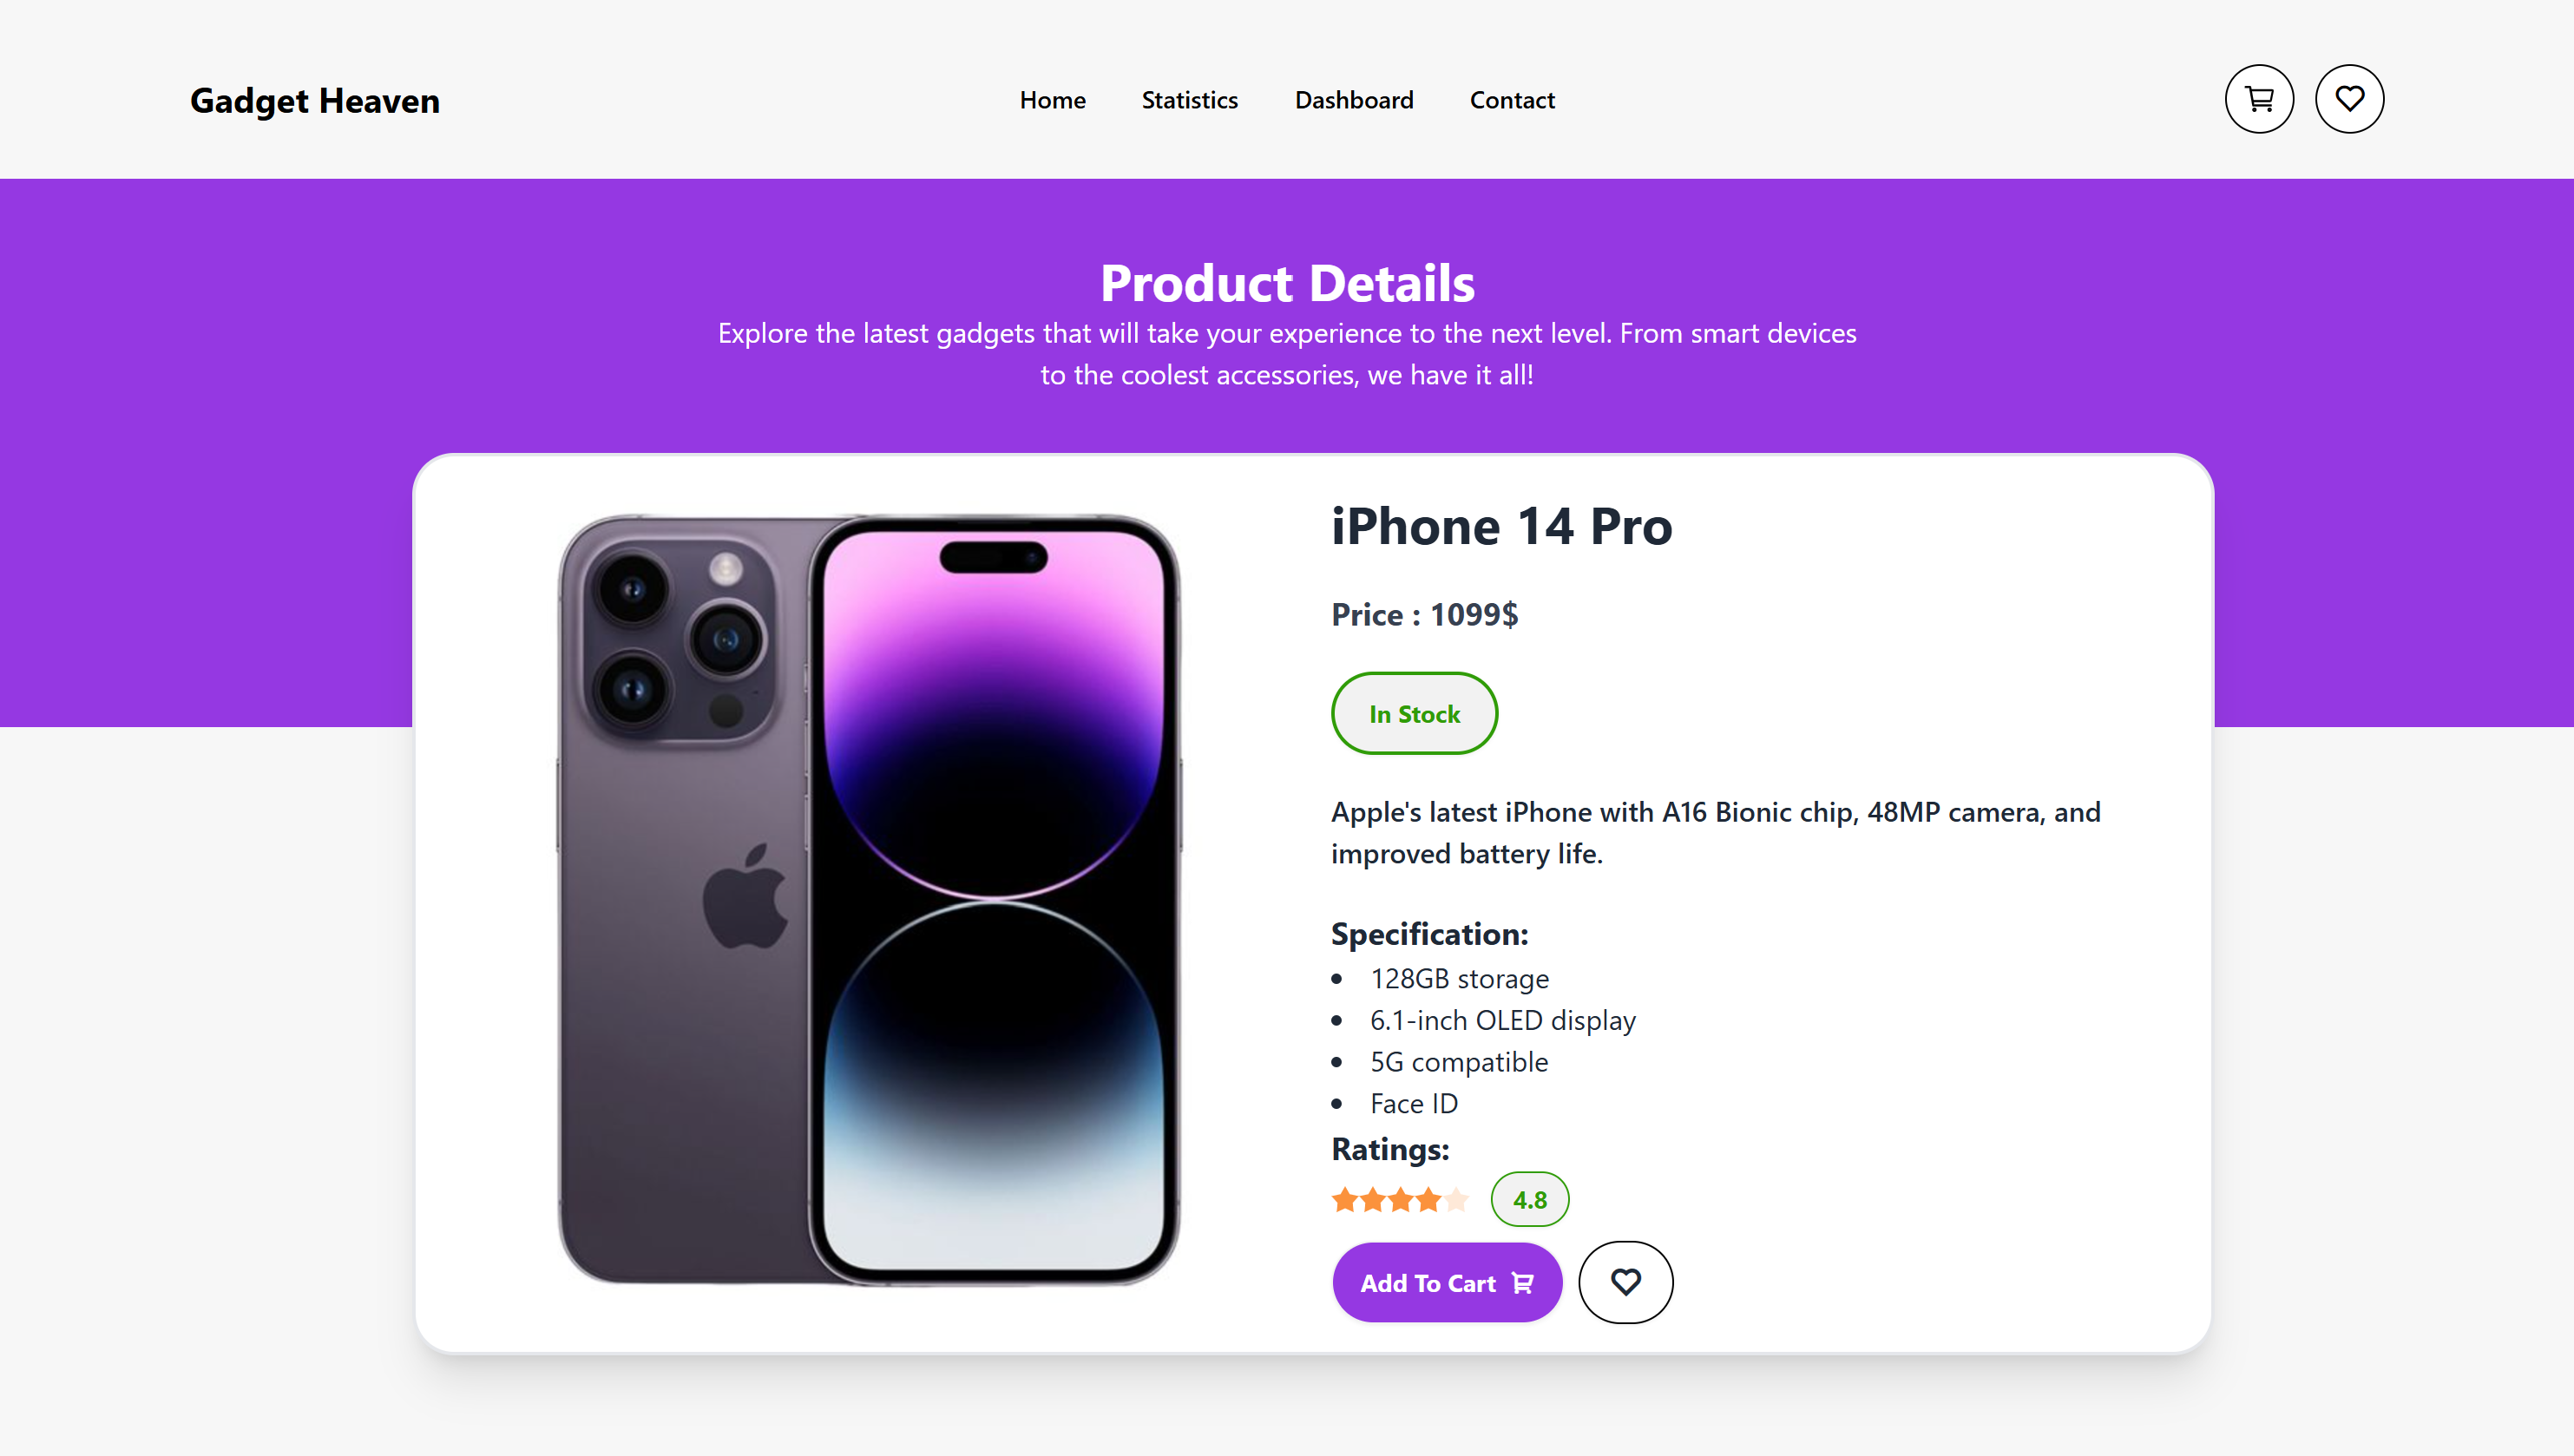 Gadget Heaven
Home
Statistics
Dashboard
Contact
Product Details
Explore the latest gadgets that will take your experience to the next level. From smart devices
to the coolest accessories, we have it all!
iPhone 14 Pro
Price : 1099$
In Stock
Apple's latest iPhone with A16 Bionic chip, 48MP camera, and
improved battery life.
Specification:
128GB storage
6.1-inch OLED display
5G compatible
Face ID
Ratings:
4.8
Add To Cart